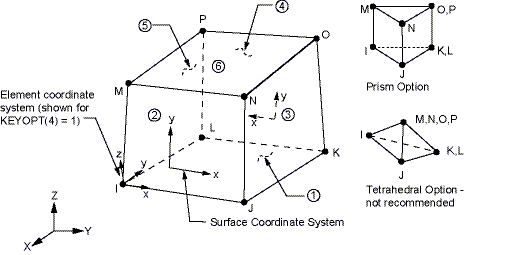 P
④
⑤
O
⑥
M
Element coordinate
system (shown for
KEYOPT(4) = 1)
N
y
②
y
x
③
L
z
y
K
I
x
x
①
J
Surface Coordinate System
Z
Y
X
M
O,P
N
I
K,L
J
Prism Option
M,N,O,P
I
K,L
J
Tetrahedral Option -
not recommended